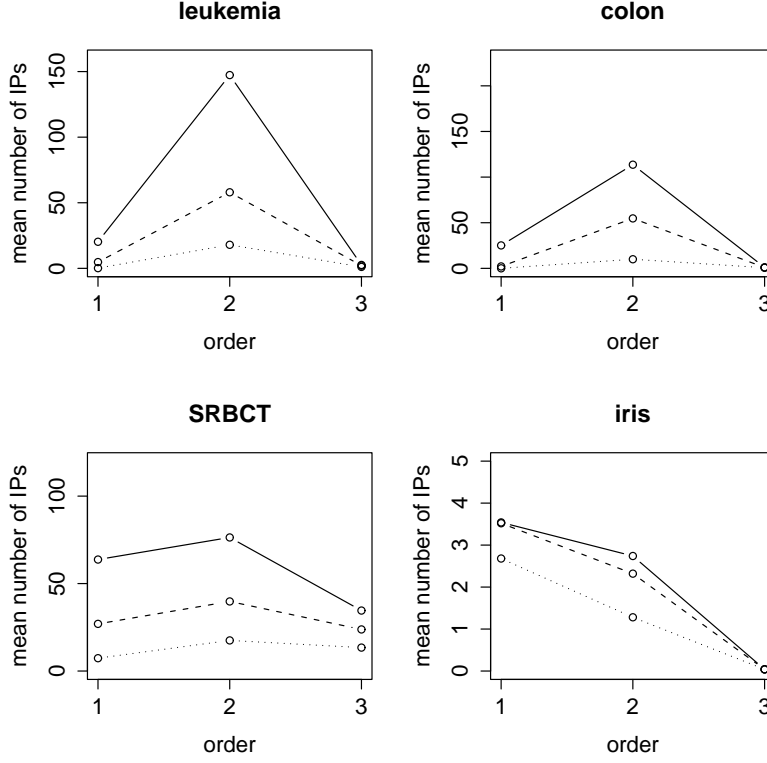 leukemia
mean number of IPs
0 50 100 150
1 2 3
order
colon
mean number of IPs
0 50 150
1 2 3
order
SRBCT
mean number of IPs
0 50 100
1 2 3
order
iris
mean number of IPs
0 1 2 3 4 5
1 2 3
order